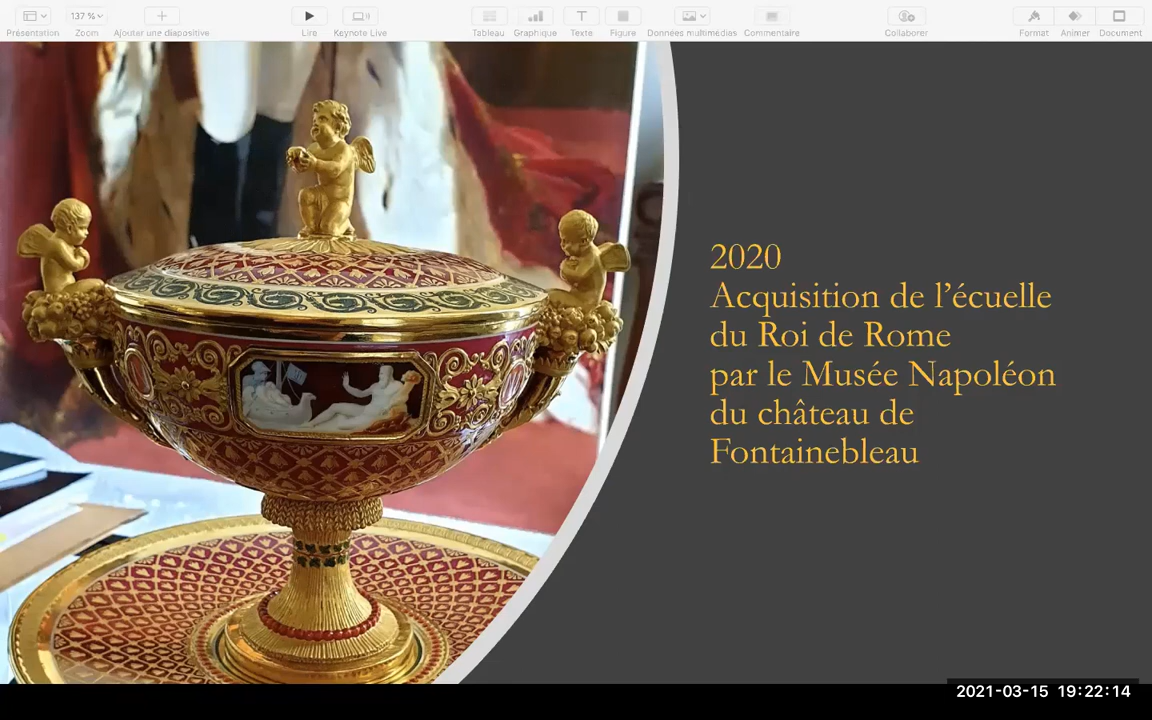 137 %
Présentation
Zoom
Ajouter une diapositive
Lire
Keynote Live
Tableau
Graphique
Texte
Figure
Données multimédias
Commentaire
Collaborer
Format
Animer
Document
2020
Acquisition de l’écuelle
du Roi de Rome
par le Musée Napoléon
du château de
Fontainebleau
2021-03-15 19:22:14